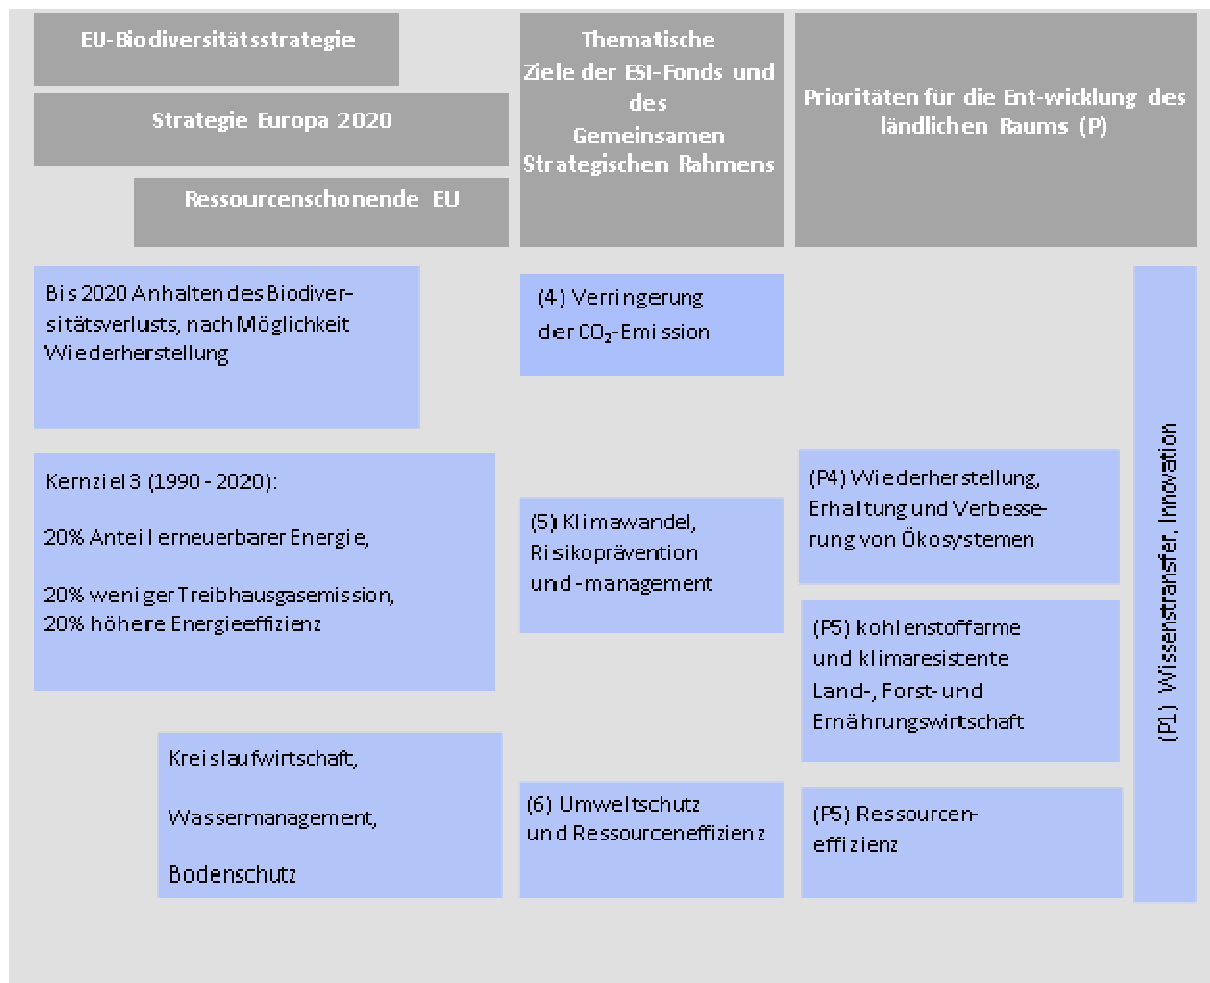 EU-Biodiversitätsstrategie
Strategie Europa 2020
Ressourcenschonende EU
Thematische
Ziele der ESI-Fonds und
des
Gemeinsamen
Strategischen Rahmens
Prioritäten für die Ent-wicklung des
ländlichen Raums (P)
Bis 2020 Anhalten des Biodiver-
sitätsverlusts, nach Möglichkeit
Wiederherstellung
Kernziel 3 (1990 - 2020):
20% Anteil erneuerbarer Energie,
20% weniger Treibhausgasemission,
20% höhere Energieeffizienz
Kreislaufwirtschaft,
Wassermanagement,
Bodenschutz
(4) Verringerung
der CO₂-Emission
(5) Klimawandel,
Risikoprävention
und -management
(6) Umweltschutz
und Ressourceneffizienz
(P4) Wiederherstellung,
Erhaltung und Verbesse-
rung von Ökosystemen
(P5) kohlenstoffarme
und klimaresistente
Land-, Forst- und
Ernährungswirtschaft
(P5) Ressourcen-
effizienz
(P1) Wissenstransfer, Innovation